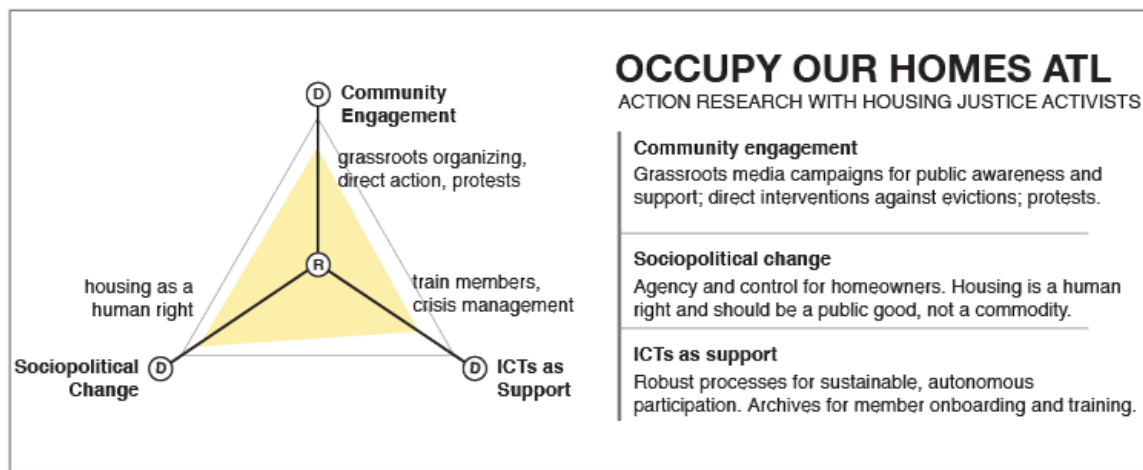 D
Community
Engagement
grassroots organizing,
direct action, protests
R
housing as a
human right
train members,
crisis management
Sociopolitical
Change
D
D
ICTs as
Support
OCCUPY OUR HOMES ATL
ACTION RESEARCH WITH HOUSING JUSTICE ACTIVISTS
Community engagement
Grassroots media campaigns for public awareness and
support; direct interventions against evictions; protests.
Sociopolitical change
Agency and control for homeowners. Housing is a human
right and should be a public good, not a commodity.
ICTs as support
Robust processes for sustainable, autonomous
participation. Archives for member onboarding and training.